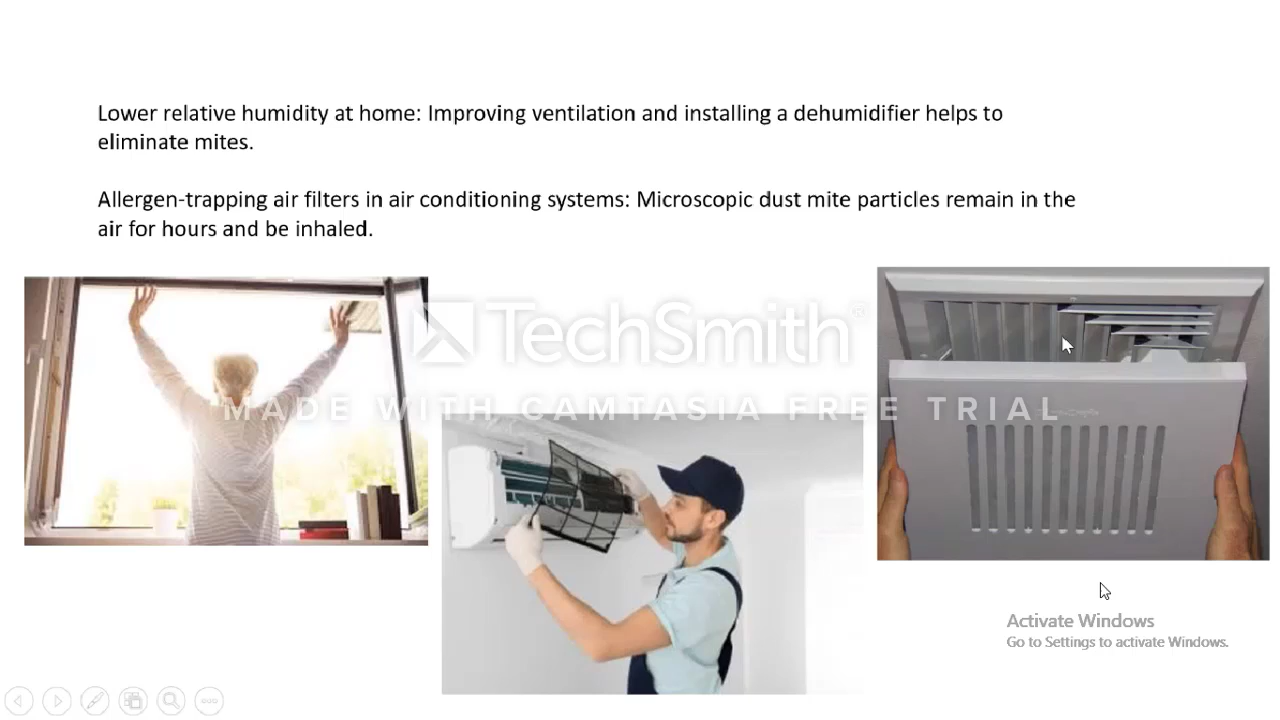 Lower relative humidity at home: Improving ventilation and installing a dehumidifier helps to
eliminate mites.
Allergen-trapping air filters in air conditioning systems: Microscopic dust mite particles remain in the
air for hours and be inhaled.
TechSmith®
MADE WITH CAMTASIA FREE TRIAL
Activate Windows
Go to Settings to activate Windows.